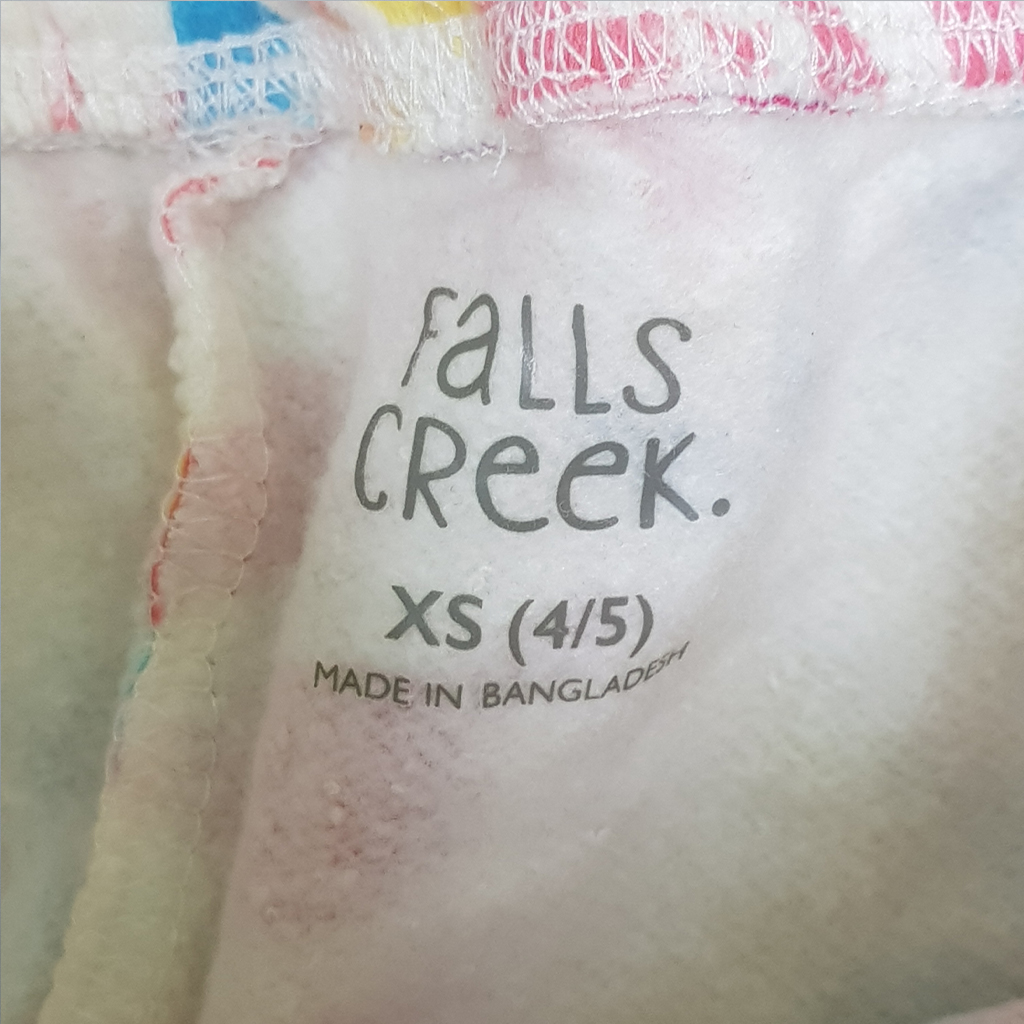 Falls
Creek.
XS (4/5)
MADE IN BANGLADESH